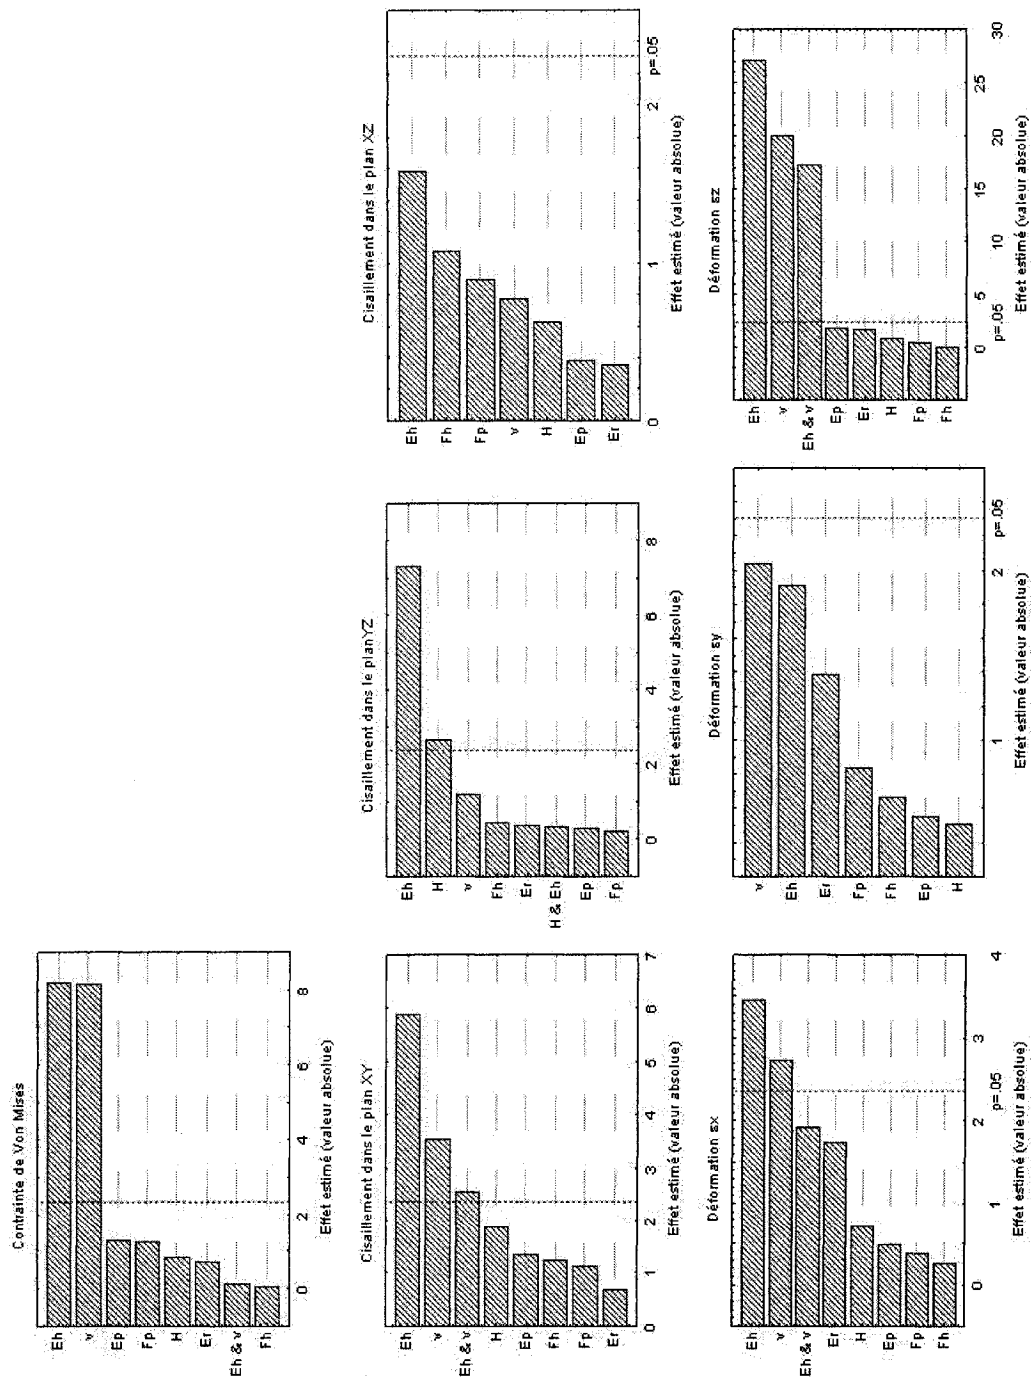 Contrainte de Von Mises
Eh
v
Ep
Fp
H
Er
Eh & v
Fh
0
2
4
6
8
Effet estimé (valeur absolue)
Cisaillement dans le plan XY
Eh
v
Eh & v
H
Ep
Fh
Fp
Er
0
1
2
3
4
5
6
7
Effet estimé (valeur absolue)
Cisaillement dans le planYZ
Eh
H
v
Fh
Er
H & Eh
Ep
Fp
0
2
4
6
8
Effet estimé (valeur absolue)
Cisaillement dans le plan XZ
Eh
Fh
Fp
v
H
Ep
Er
0
1
2
p=.05
Effet estimé (valeur absolue)
Déformation εx
Eh
v
Eh & v
Er
H
Ep
Fp
Fh
0
1
2
p=.05
3
4
Effet estimé (valeur absolue)
Déformation εy
v
Eh
Er
Fp
Fh
Ep
H
1
2
p=.05
Effet estimé (valeur absolue)
Déformation εz
Eh
v
Eh & v
Ep
Er
H
Fp
Fh
0
p=.05
5
10
15
20
25
30
Effet estimé (valeur absolue)